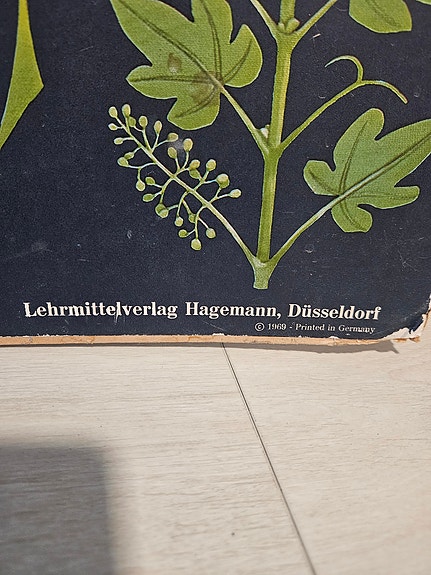 Lehrmittelverlag Hagemann, Düsseldorf
© 1969 - Printed in Germany